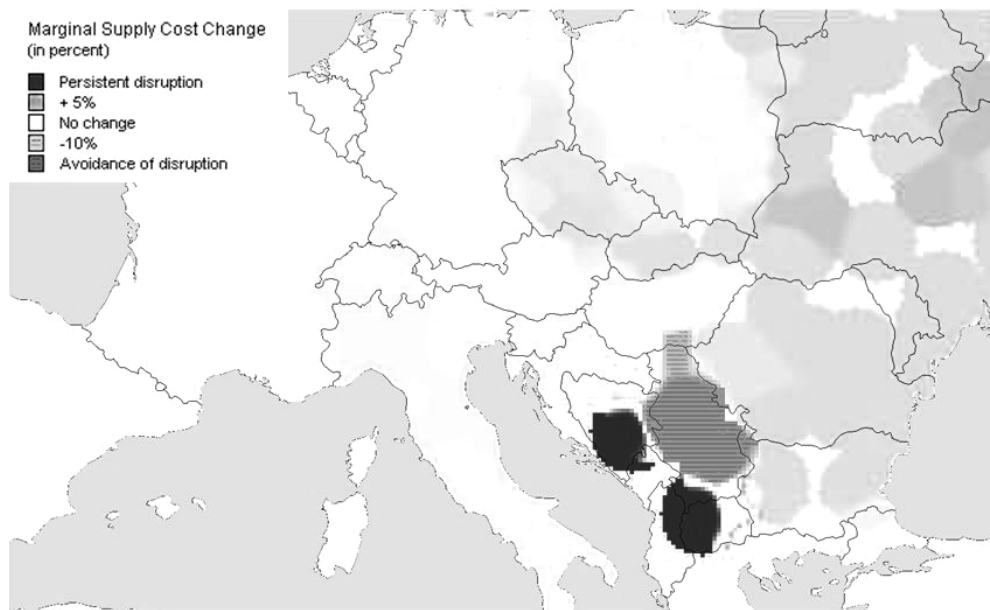 Marginal Supply Cost Change
(in percent)
Persistent disruption
+ 5%
No change
-10%
Avoidance of disruption